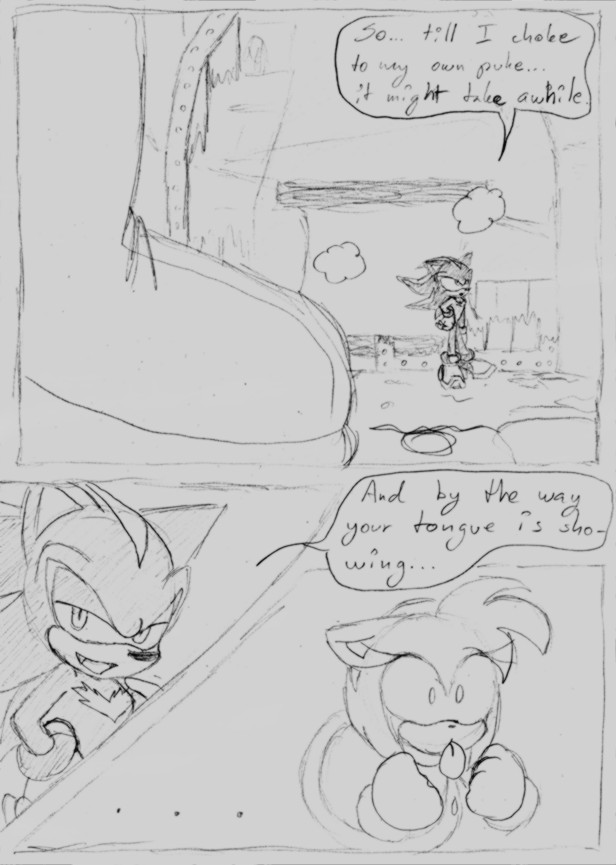 So... till I choke
to my own puke...
it might take awhile.
And by the way
your tongue is sho-
wing...
. . .